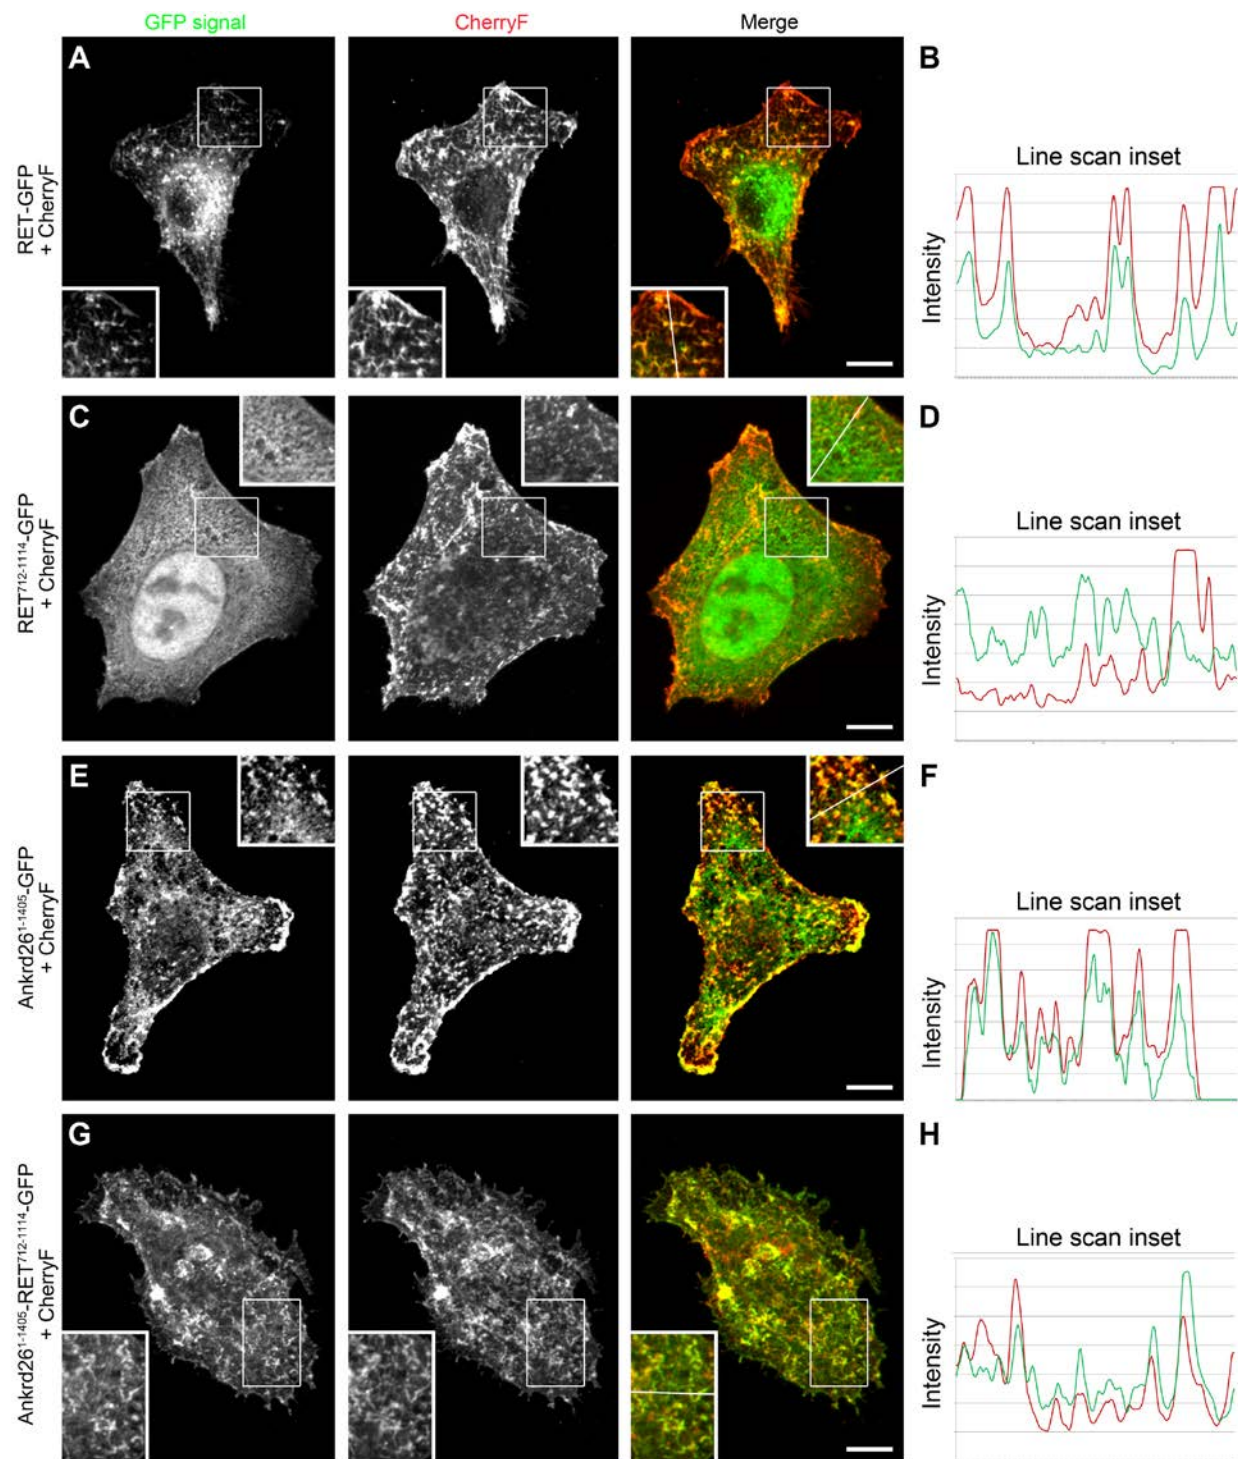 GFP signal
CherryF
Merge
A
B
RET-GFP
+ CherryF
Line scan inset
Intensity
C
D
RET712-1114-GFP
+ CherryF
Line scan inset
Intensity
E
F
Ankrd261-1405-GFP
+ CherryF
Line scan inset
Intensity
G
H
Ankrd261-1405-RET712-1114-GFP
+ CherryF
Line scan inset
Intensity